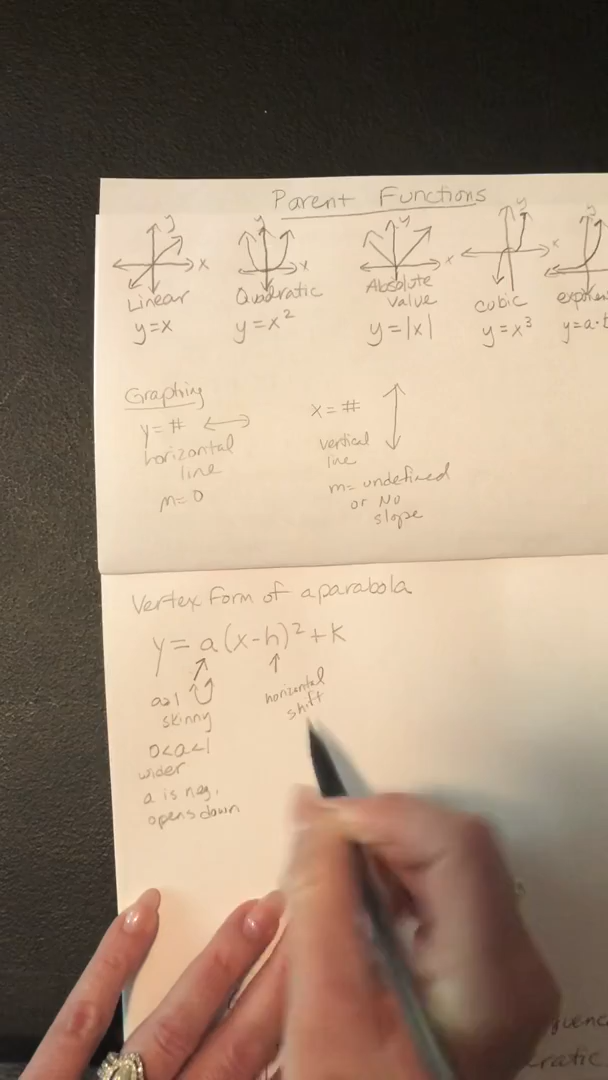 Parent Functions
y y y y
x x x x
Linear Quadratic Absolute value cubic
y=x y=x² y=|x| y=x³ y=a·
Graphing
y=# x=#
horizontal line
vertical line
m=0
m=undefined
or No
slope
Vertex Form of a parabola
y=a(x-h)²+k
a>1
skinny
0<a<1
wider
a is neg.
opens down
horizontal
shift